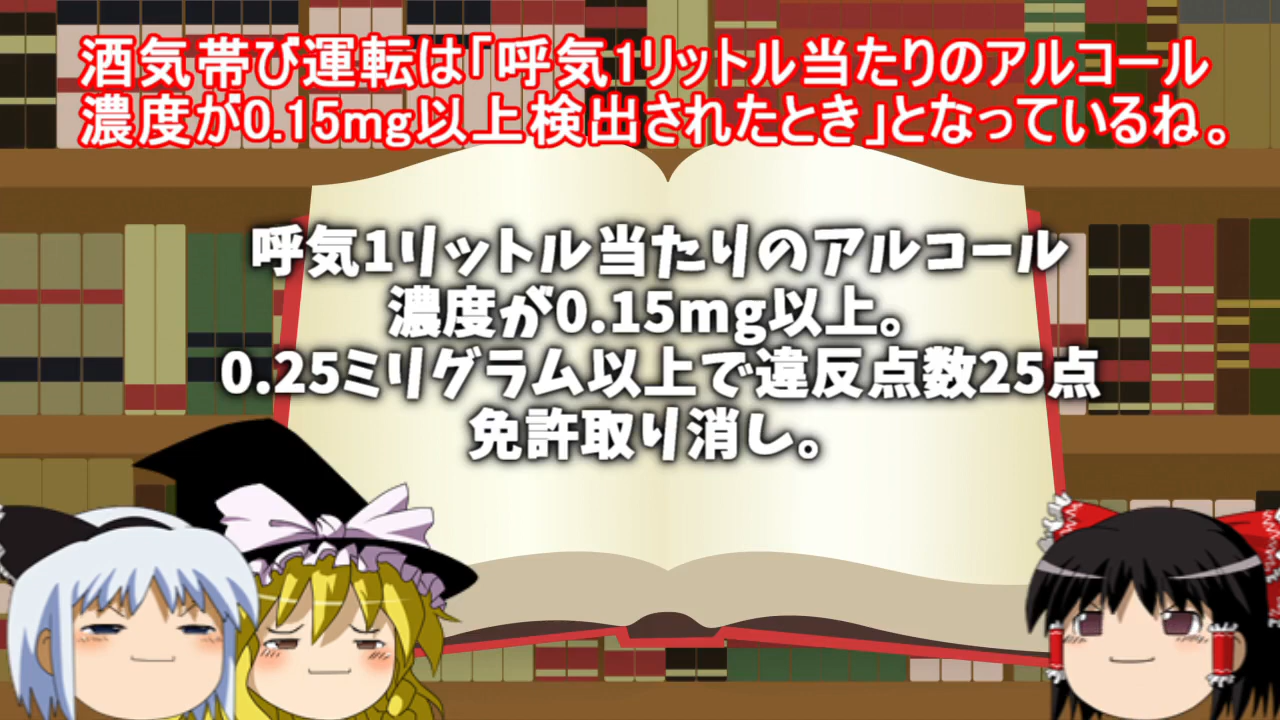 酒気帯び運転は｢呼気1リットル当たりのアルコール
濃度が0.15mg以上検出されたとき｣となっているね。
呼気1リットル当たりのアルコール
濃度が0.15mg以上。
0.25ミリグラム以上で違反点数25点
免許取り消し。